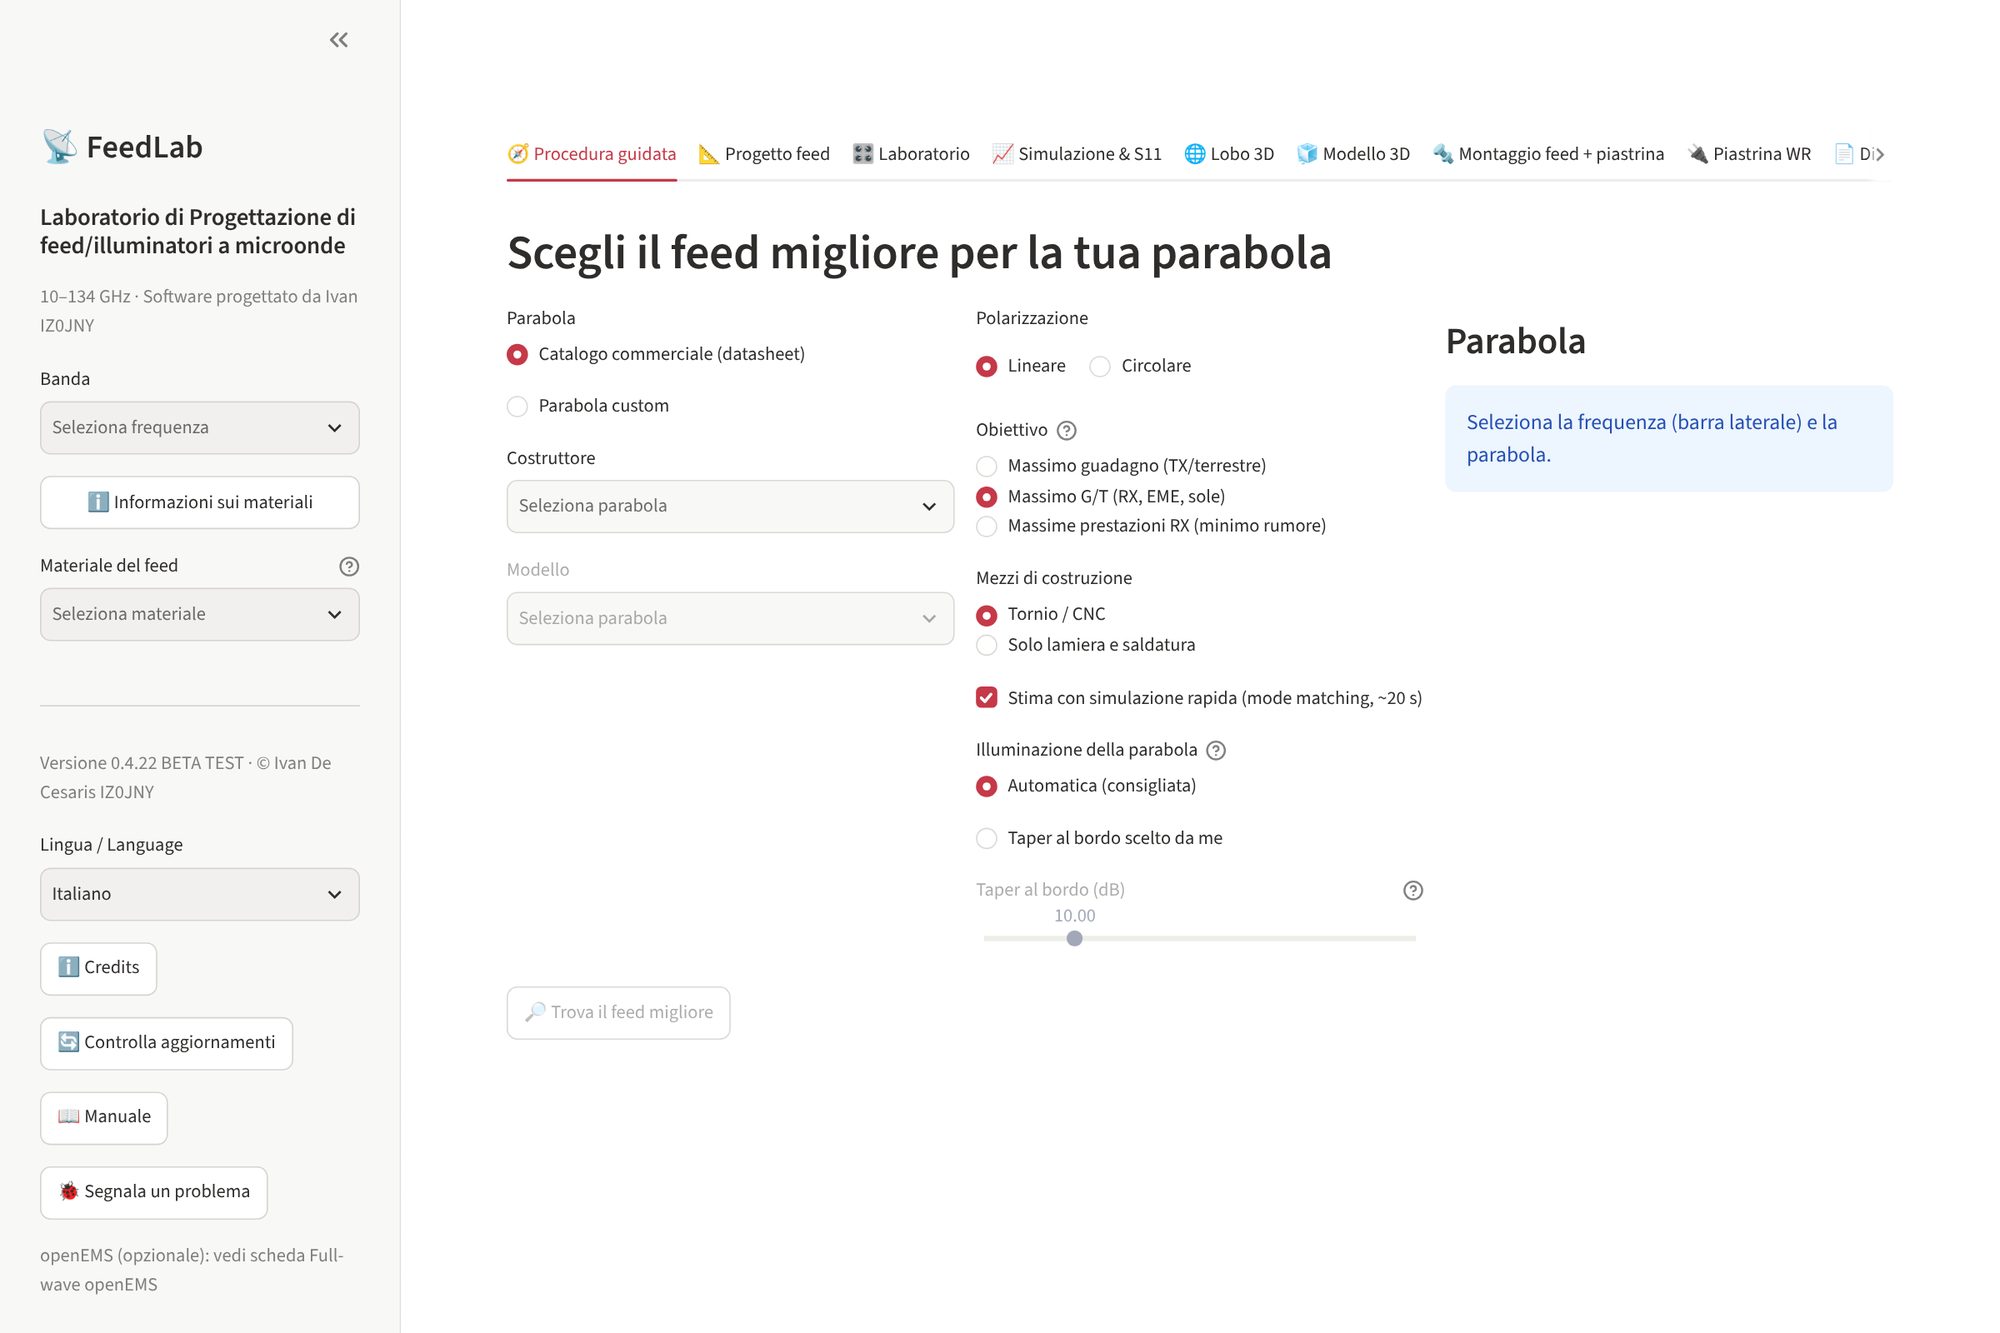 FeedLab
Laboratorio di Progettazione di
feed/illuminatori a microonde
10–134 GHz · Software progettato da Ivan
IZ0JNY
Banda
Seleziona frequenza
Informazioni sui materiali
Materiale del feed
Seleziona materiale
Versione 0.4.22 BETA TEST · © Ivan De
Cesaris IZ0JNY
Lingua / Language
Italiano
Credits
Controlla aggiornamenti
Manuale
Segnala un problema
openEMS (opzionale): vedi scheda Full-
wave openEMS
Procedura guidata
Progetto feed
Laboratorio
Simulazione & S11
Lobo 3D
Modello 3D
Montaggio feed + piastrina
Piastrina WR
Di
Scegli il feed migliore per la tua parabola
Parabola
Catalogo commerciale (datasheet)
Parabola custom
Costruttore
Seleziona parabola
Modello
Seleziona parabola
Polarizzazione
Lineare
Circolare
Obiettivo
Massimo guadagno (TX/terrestre)
Massimo G/T (RX, EME, sole)
Massime prestazioni RX (minimo rumore)
Mezzi di costruzione
Tornio / CNC
Solo lamiera e saldatura
Stima con simulazione rapida (mode matching, ~20 s)
Illuminazione della parabola
Automatica (consigliata)
Taper al bordo scelto da me
Taper al bordo (dB)
10.00
Parabola
Seleziona la frequenza (barra laterale) e la
parabola.
Trova il feed migliore